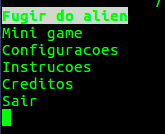 Fugir do alien
Mini game
Configuracoes
Instrucoes
Creditos
Sair